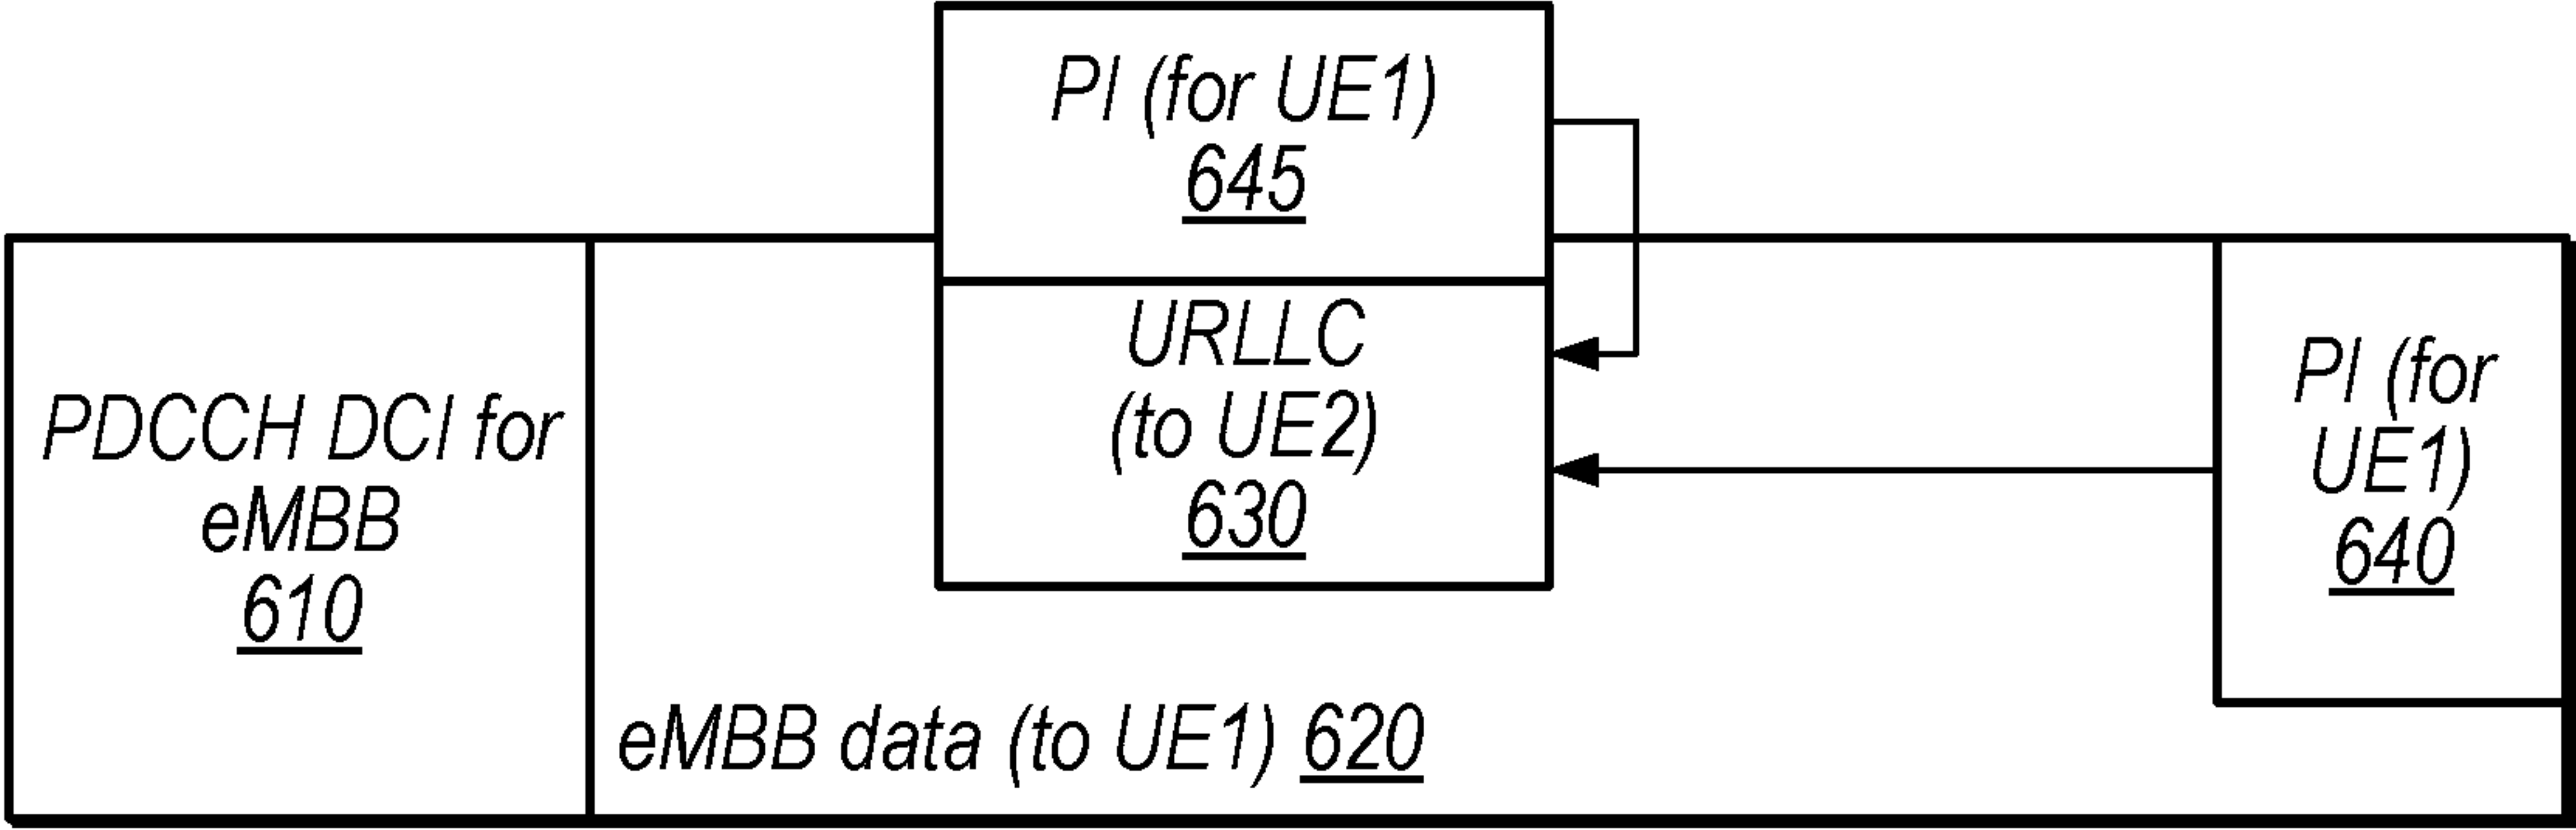 PI (for UE1)
645
URLLC
(to UE2)
630
PDCCH DCI for
eMBB
610
eMBB data (to UE1) 620
PI (for
UE1)
640